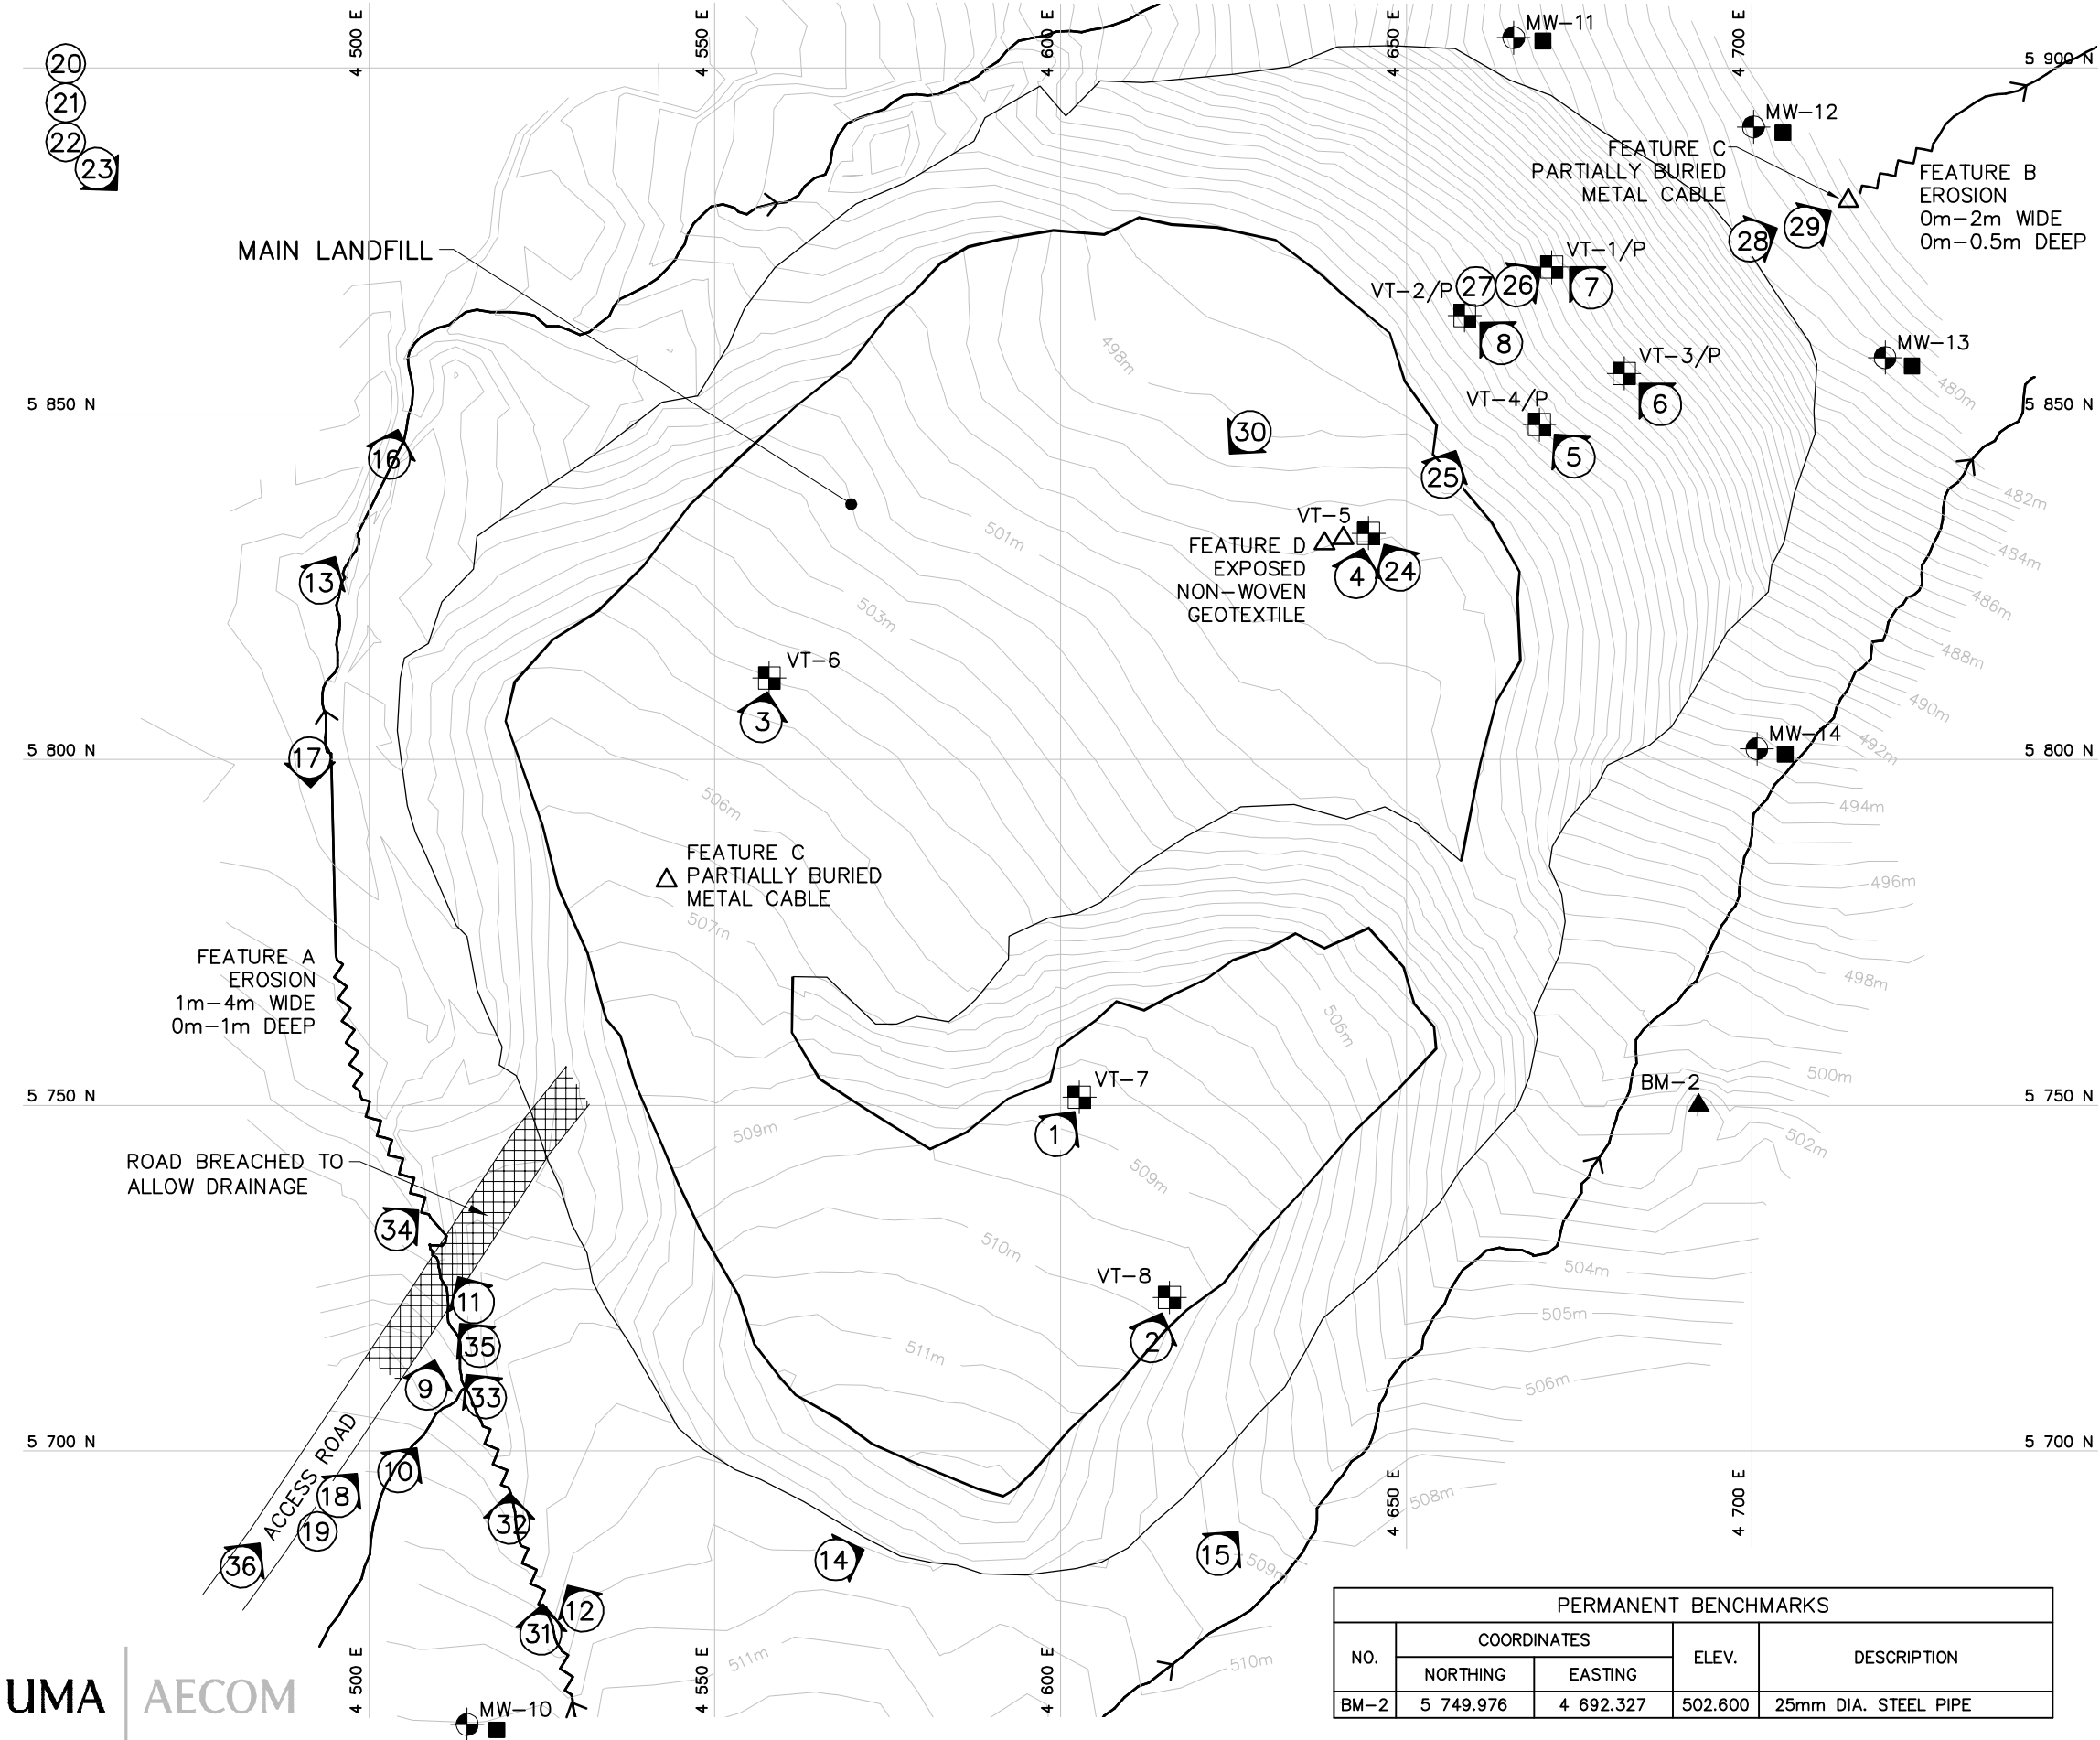 4 500 E
4 550 E
4 600 E
4 650 E
4 700 E
MW-11
5 900 N
20
21
22
23
MW-12
FEATURE C
PARTIALLY BURIED
METAL CABLE
FEATURE B
EROSION
0m-2m WIDE
0m-0.5m DEEP
28
29
MAIN LANDFILL
VT-1/P
VT-2/P
27
26
7
8
MW-13
VT-3/P
498m
480m
VT-4/P
6
5 850 N
5 850 N
30
16
5
25
482m
VT-5
501m
FEATURE D
EXPOSED
NON-WOVEN
GEOTEXTILE
484m
13
4
24
503m
486m
488m
VT-6
3
490m
MW-14
492m
5 800 N
5 800 N
17
506m
494m
FEATURE C
PARTIALLY BURIED
METAL CABLE
496m
507m
FEATURE A
EROSION
1m-4m WIDE
0m-1m DEEP
498m
506m
500m
VT-7
BM-2
5 750 N
5 750 N
1
509m
502m
ROAD BREACHED TO
ALLOW DRAINAGE
509m
34
510m
504m
VT-8
11
505m
2
35
511m
9
33
506m
ACCESS ROAD
5 700 N
5 700 N
10
18
19
508m
32
36
14
15
509m
4 650 E
4 700 E
12
31
511m
510m
4 500 E
4 550 E
4 600 E
MW-10
UMA AECOM
PERMANENT BENCHMARKS
NO. COORDINATES ELEV. DESCRIPTION
NORTHING EASTING
BM-2 5 749.976 4 692.327 502.600 25mm DIA. STEEL PIPE